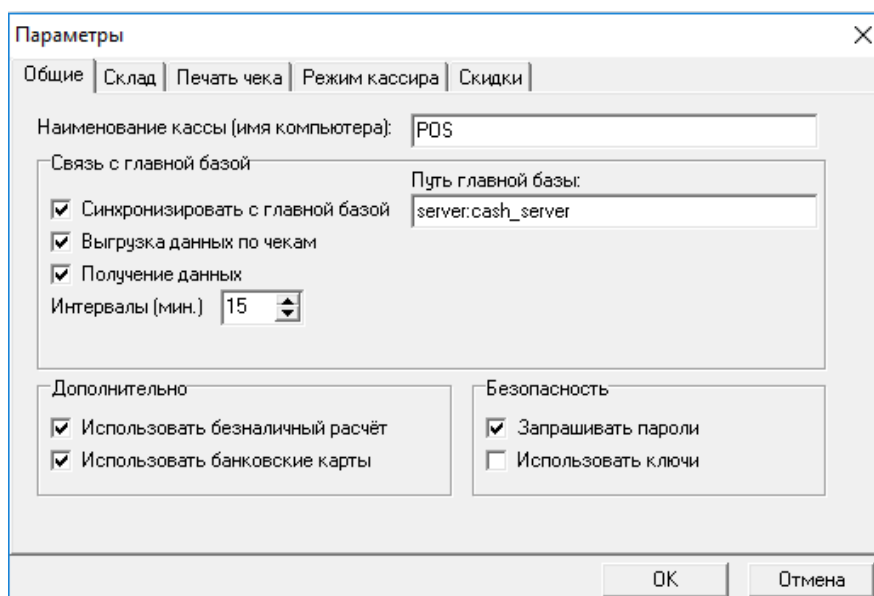 Параметры
Общие Склад Печать чека Режим кассира Скидки
Наименование кассы (имя компьютера): POS
Связь с главной базой
Путь главной базы:
Синхронизировать с главной базой server:cash_server
Выгрузка данных по чекам
Получение данных
Интервалы (мин.) 15
Дополнительно Безопасность
Использовать безналичный расчёт Запрашивать пароли
Использовать банковские карты Использовать ключи
OK Отмена